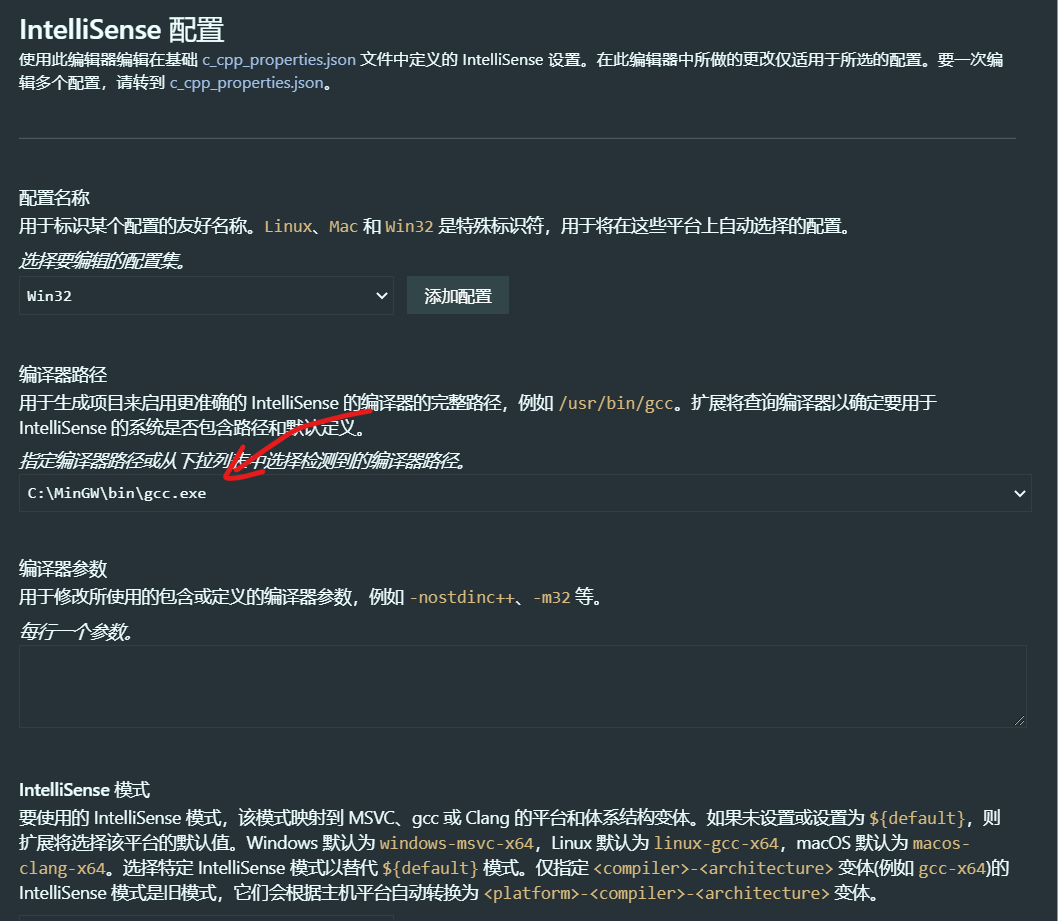 IntelliSense 配置
使用此编辑器编辑在基础 c_cpp_properties.json 文件中定义的 IntelliSense 设置。在此编辑器中所做的更改仅适用于所选的配置。要一次编
辑多个配置，请转到 c_cpp_properties.json。
配置名称
用于标识某个配置的友好名称。Linux、Mac 和 Win32 是特殊标识符，用于将在这些平台上自动选择的配置。
选择要编辑的配置集。
Win32 添加配置
编译器路径
用于生成项目来启用更准确的 IntelliSense 的编译器的完整路径，例如 /usr/bin/gcc。扩展将查询编译器以确定要用于
IntelliSense 的系统是否包含路径和默认定义。
指定编译器路径或从下拉列表中选择检测到的编译器路径。
C:\MinGW\bin\gcc.exe
编译器参数
用于修改所使用的包含或定义的编译器参数，例如 -nostdinc++、-m32 等。
每行一个参数。
IntelliSense 模式
要使用的 IntelliSense 模式，该模式映射到 MSVC、gcc 或 Clang 的平台和体系结构变体。如果未设置或设置为 ${default}，则
扩展将选择该平台的默认值。Windows 默认为 windows-msvc-x64，Linux 默认为 linux-gcc-x64，macOS 默认为 macos-
clang-x64。选择特定 IntelliSense 模式以替代 ${default} 模式。仅指定 <compiler>-<architecture> 变体(例如 gcc-x64)的
IntelliSense 模式是旧模式，它们会根据主机平台自动转换为 <platform>-<compiler>-<architecture> 变体。